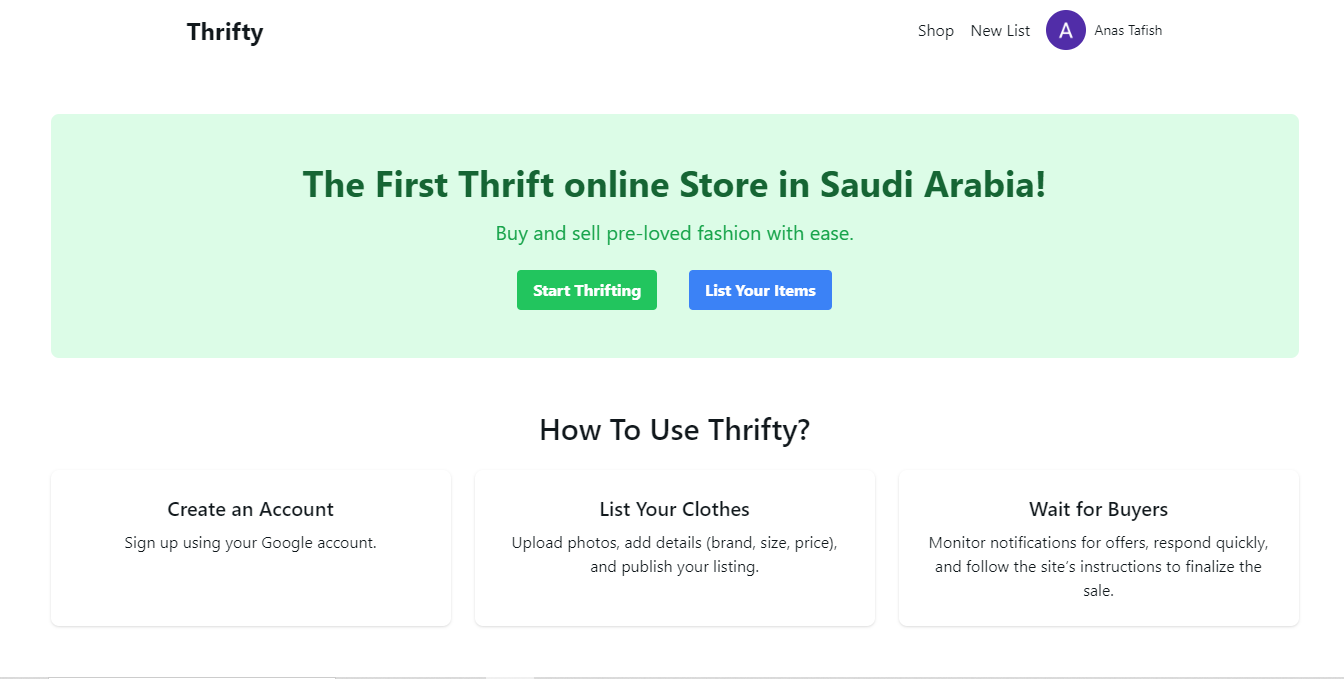 Thrifty
Shop
New List
A
Anas Tafish
The First Thrift online Store in Saudi Arabia!
Buy and sell pre-loved fashion with ease.
Start Thrifting
List Your Items
How To Use Thrifty?
Create an Account
Sign up using your Google account.
List Your Clothes
Upload photos, add details (brand, size, price),
and publish your listing.
Wait for Buyers
Monitor notifications for offers, respond quickly,
and follow the site’s instructions to finalize the
sale.